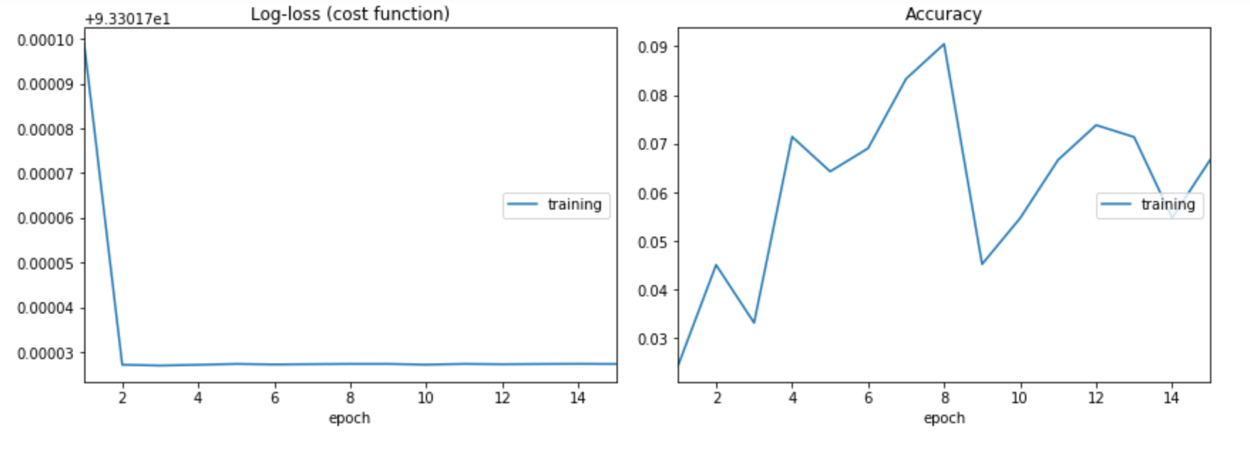 Log-loss (cost function)
+9.33017e1
0.00010
0.00009
0.00008
0.00007
0.00006
0.00005
0.00004
0.00003
training
2 4 6 8 10 12 14
epoch
Accuracy
0.09
0.08
0.07
0.06
0.05
0.04
0.03
training
2 4 6 8 10 12 14
epoch